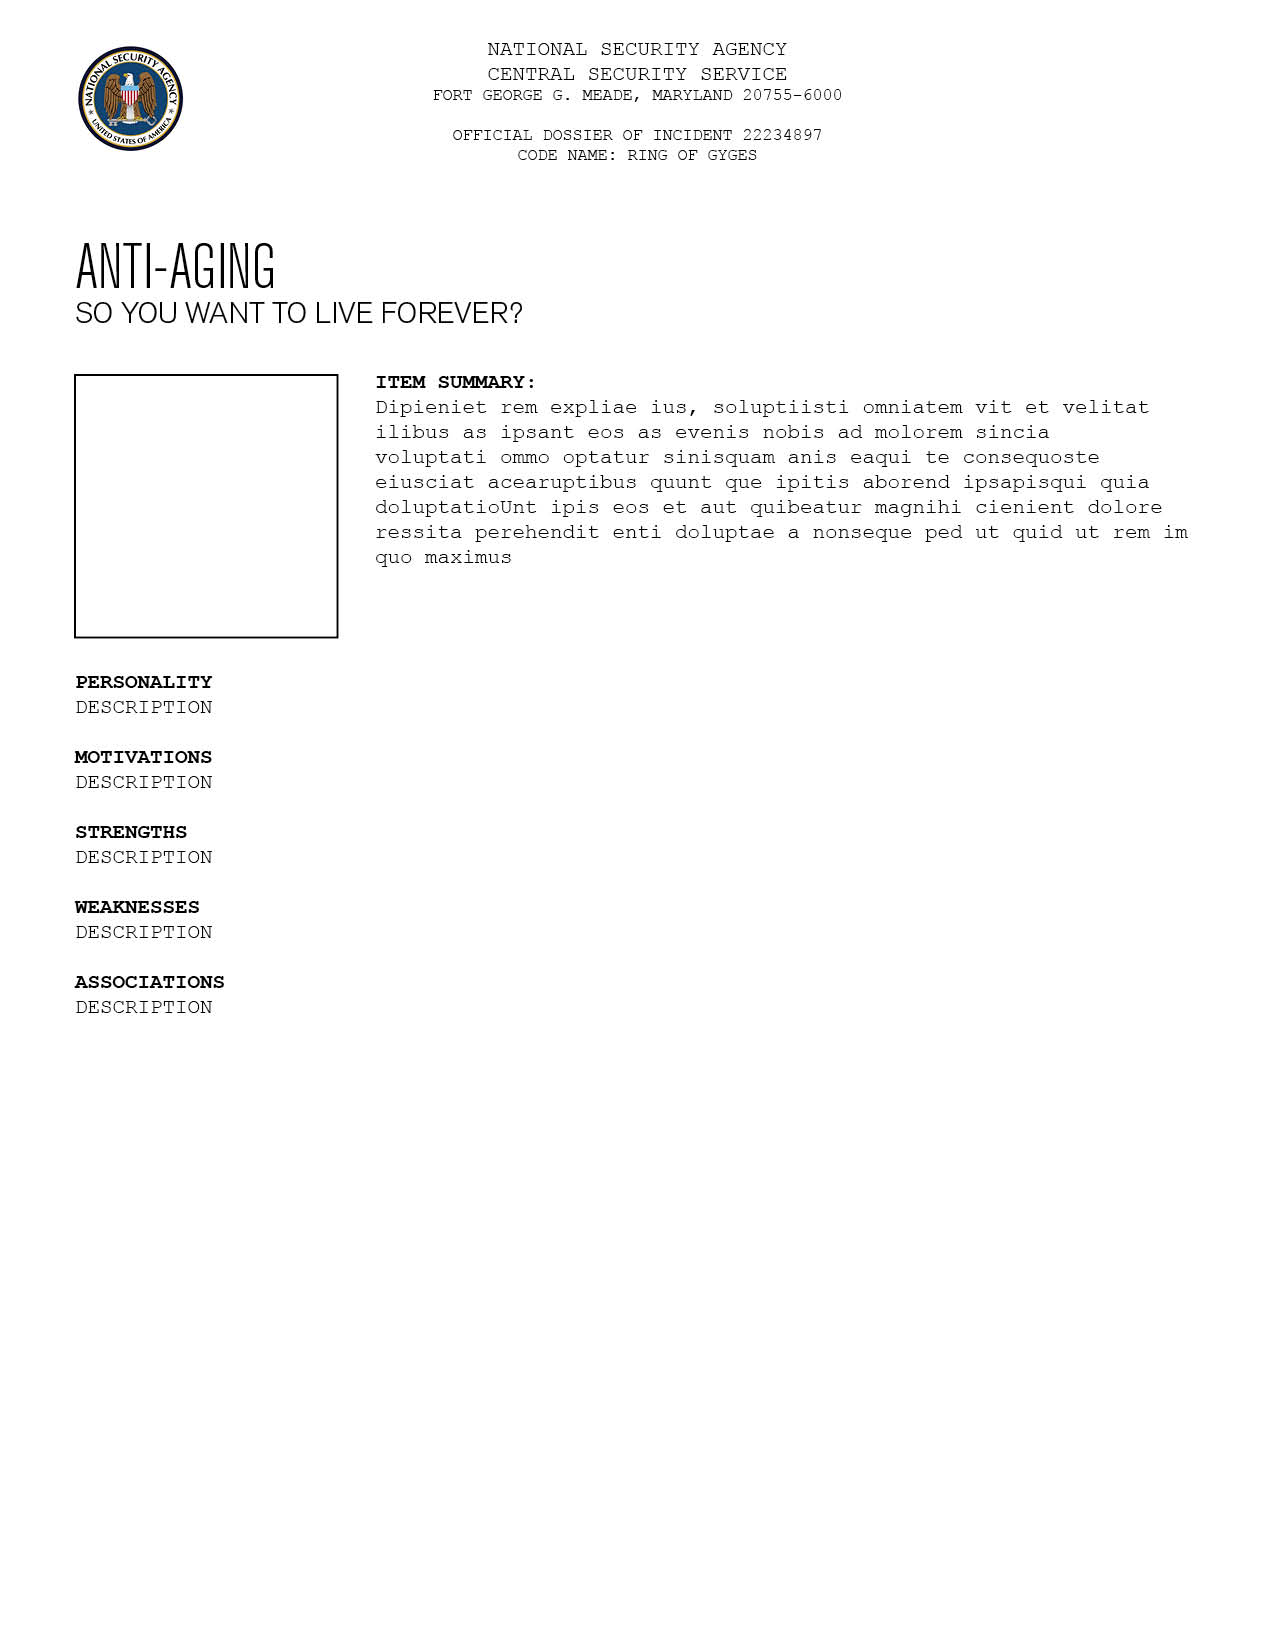 NATIONAL SECURITY AGENCY
UNITED STATES OF AMERICA
NATIONAL SECURITY AGENCY
CENTRAL SECURITY SERVICE
FORT GEORGE G. MEADE, MARYLAND 20755-6000
OFFICIAL DOSSIER OF INCIDENT 22234897
CODE NAME: RING OF GYGES
ANTI-AGING
SO YOU WANT TO LIVE FOREVER?
ITEM SUMMARY:
Dipieniet rem expliae ius, soluptiisti omniatem vit et velitat
ilibus as ipsant eos as evenis nobis ad molorem sincia
voluptati ommo optatur sinisquam anis eaqui te consequoste
eiusciat acearuptibus quunt que ipitis aborend ipsapisqui quia
doluptatioUnt ipis eos et aut quibeatur magnihi cienient dolore
ressita perehendit enti doluptae a nonseque ped ut quid ut rem im
quo maximus
PERSONALITY
DESCRIPTION
MOTIVATIONS
DESCRIPTION
STRENGTHS
DESCRIPTION
WEAKNESSES
DESCRIPTION
ASSOCIATIONS
DESCRIPTION